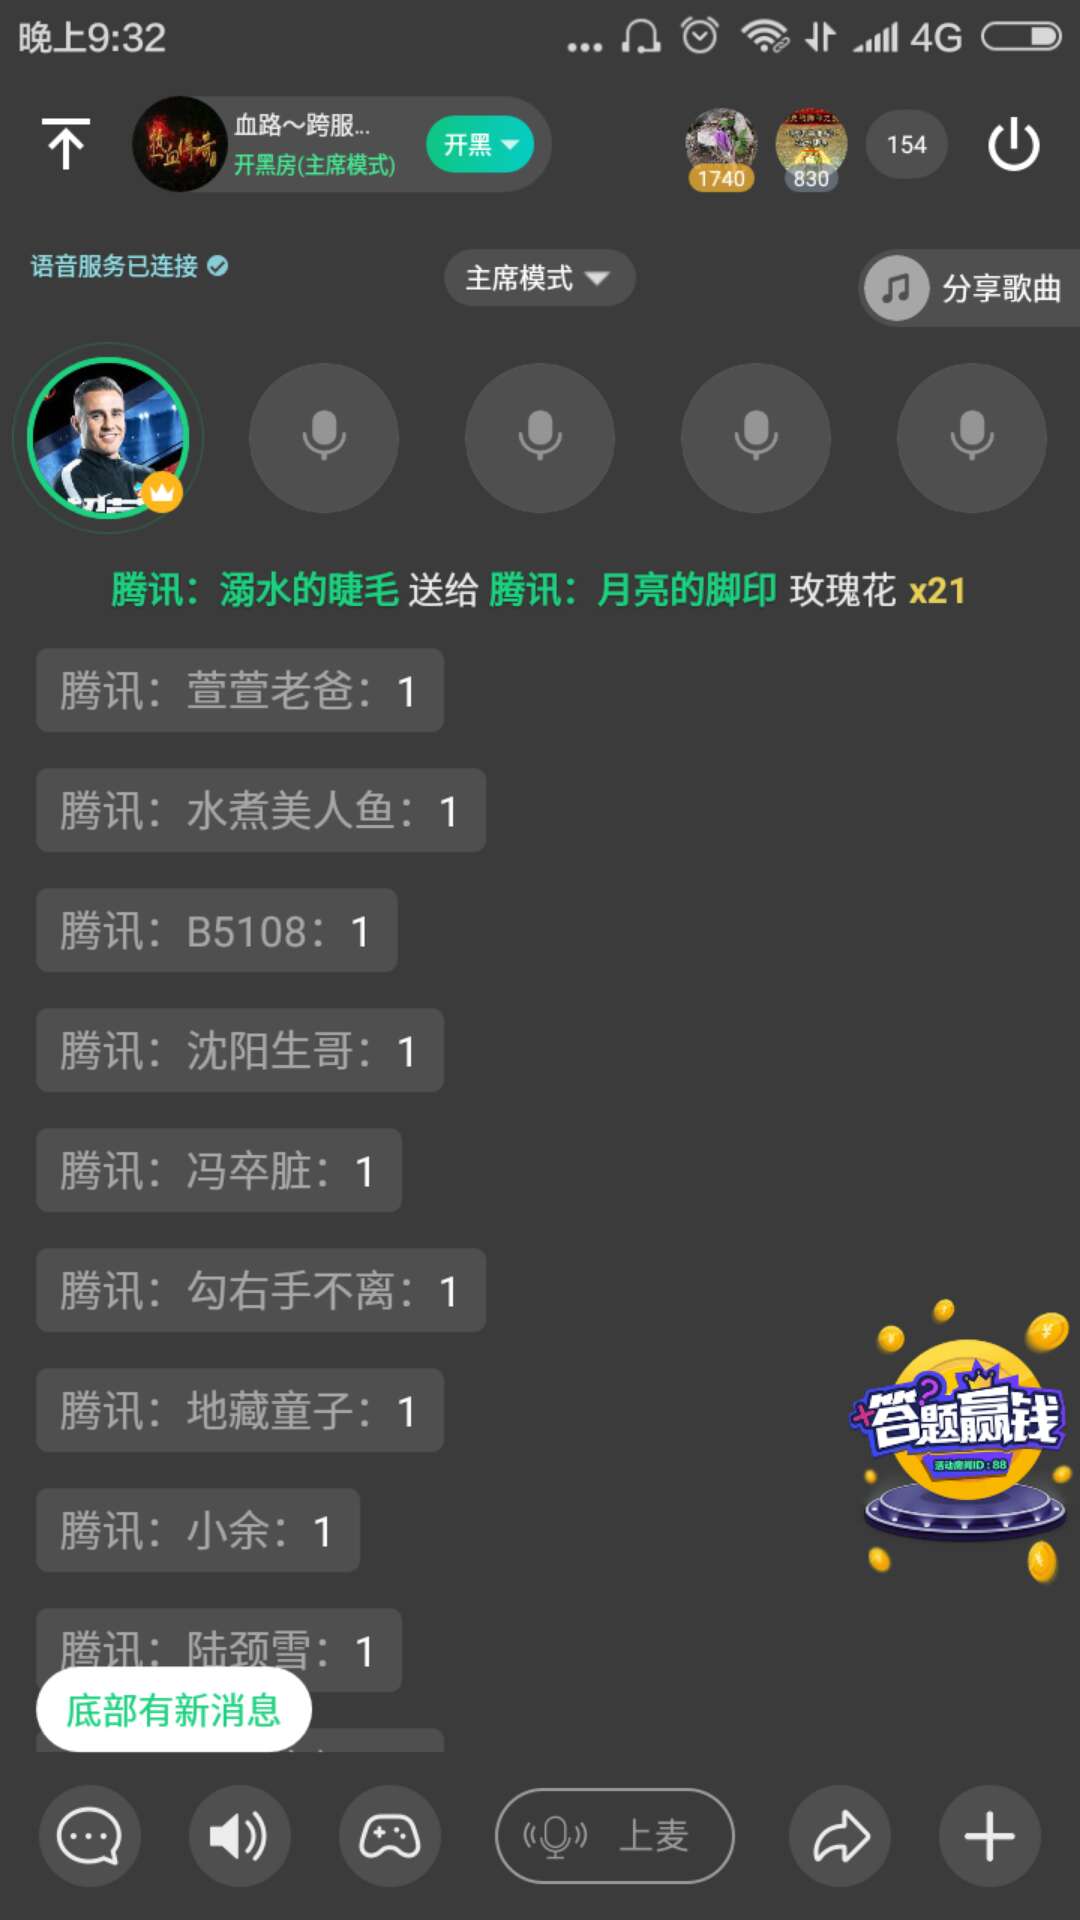 晚上9:32
4G
热血传奇
血路～跨服...
开黑房(主席模式)
开黑
1740
830
154
语音服务已连接
主席模式
分享歌曲
腾讯：溺水的睫毛 送给 腾讯：月亮的脚印 玫瑰花 x21
腾讯：萱萱老爸：1
腾讯：水煮美人鱼：1
腾讯：B5108：1
腾讯：沈阳生哥：1
腾讯：冯卒脏：1
腾讯：勾右手不离：1
腾讯：地藏童子：1
答题赢钱
活动房间ID:88
腾讯：小余：1
腾讯：陆颈雪：1
底部有新消息
上麦